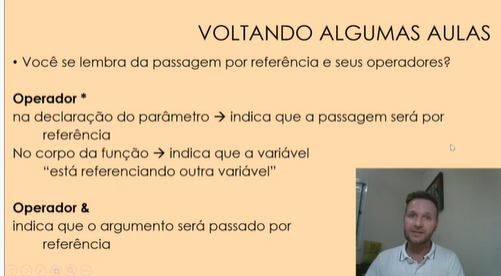 VOLTANDO ALGUMAS AULAS
• Você se lembra da passagem por referência e seus operadores?
Operador *
na declaração do parâmetro → indica que a passagem será por
referência
No corpo da função → indica que a variável
"está referenciando outra variável"
Operador &
indica que o argumento será passado por
referência